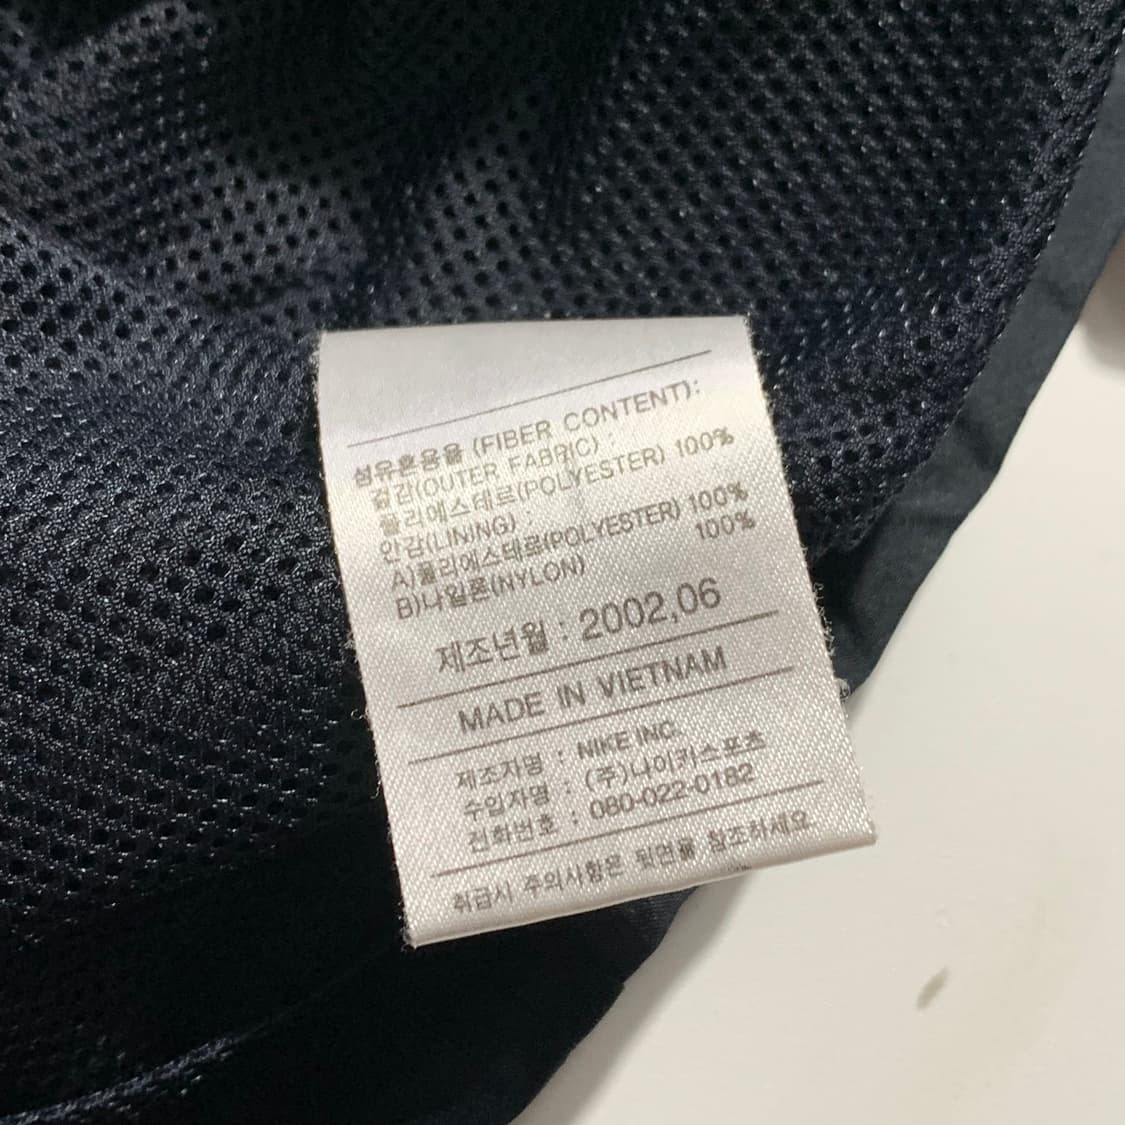 섬유혼용율 (FIBER CONTENT):
겉감(OUTER FABRIC) :
폴리에스테르(POLYESTER) 100%
안감(LINING) :
A)폴리에스테르(POLYESTER) 100%
B)나일론(NYLON) 100%
제조년월 : 2002,06
MADE IN VIETNAM
제조자명 : NIKE INC.
수입자명 : (주)나이키스포츠
전화번호 : 080-022-0182
취급시 주의사항은 뒷면을 참조하세요